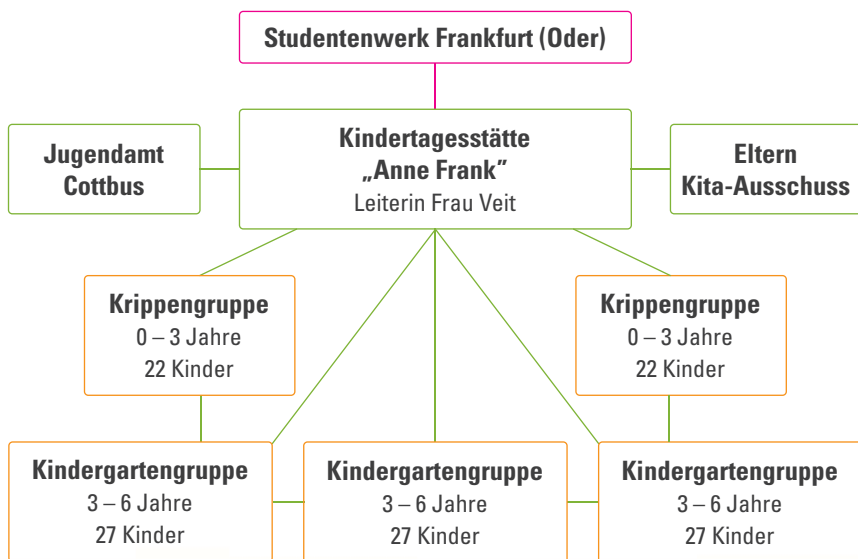 Studentenwerk Frankfurt (Oder)
Jugendamt
Cottbus
Kindertagesstätte
„Anne Frank”
Leiterin Frau Veit
Eltern
Kita-Ausschuss
Krippengruppe
0 – 3 Jahre
22 Kinder
Krippengruppe
0 – 3 Jahre
22 Kinder
Kindergartengruppe
3 – 6 Jahre
27 Kinder
Kindergartengruppe
3 – 6 Jahre
27 Kinder
Kindergartengruppe
3 – 6 Jahre
27 Kinder